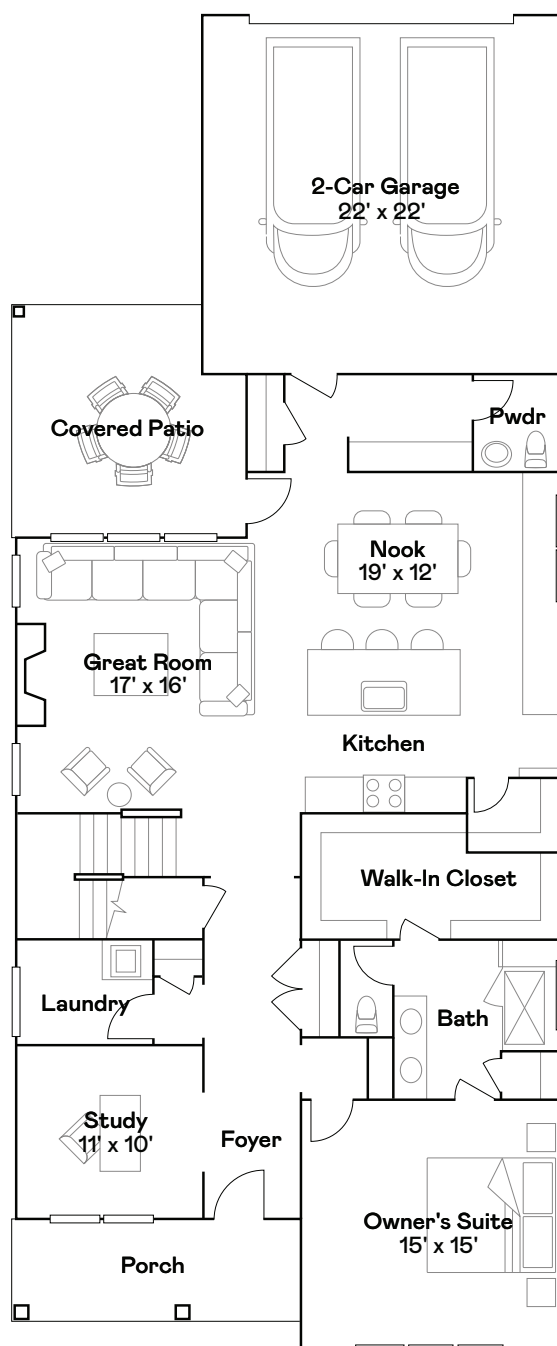 2-Car Garage
22' x 22'
Pwdr
Covered Patio
Nook
19' x 12'
Great Room
17' x 16'
Kitchen
Walk-In Closet
Laundry
Bath
Study
11' x 10'
Foyer
Owner's Suite
15' x 15'
Porch